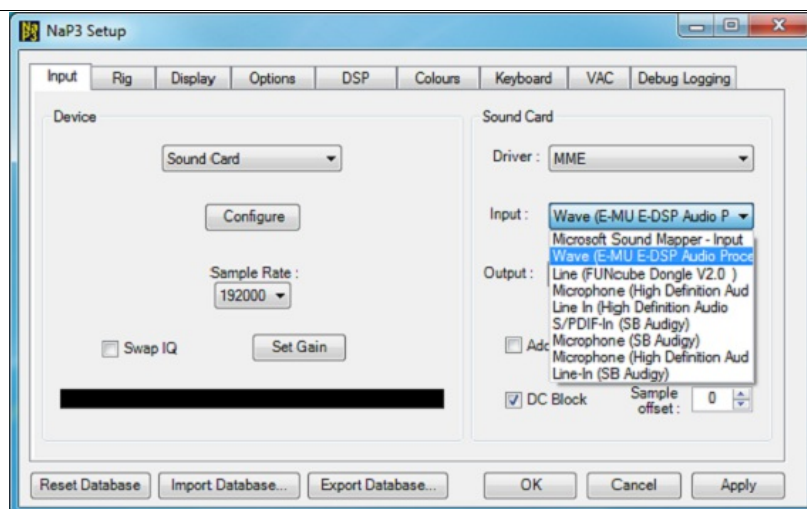 NaP3 Setup
Input Rig Display Options DSP Colours Keyboard VAC Debug Logging
Device
Sound Card
Configure
Sample Rate :
192000
Swap IQ
Set Gain
Sound Card
Driver : MME
Input : Wave (E-MU E-DSP Audio P
Microsoft Sound Mapper - Input
Wave (E-MU E-DSP Audio Proce
Output : Line (FUNcube Dongle V2.0 )
Microphone (High Definition Aud
Line In (High Definition Audio
S/PDIF-In (SB Audigy)
Microphone (SB Audigy)
Microphone (High Definition Aud
Line-In (SB Audigy)
DC Block
Sample
offset : 0
Reset Database Import Database... Export Database... OK Cancel Apply